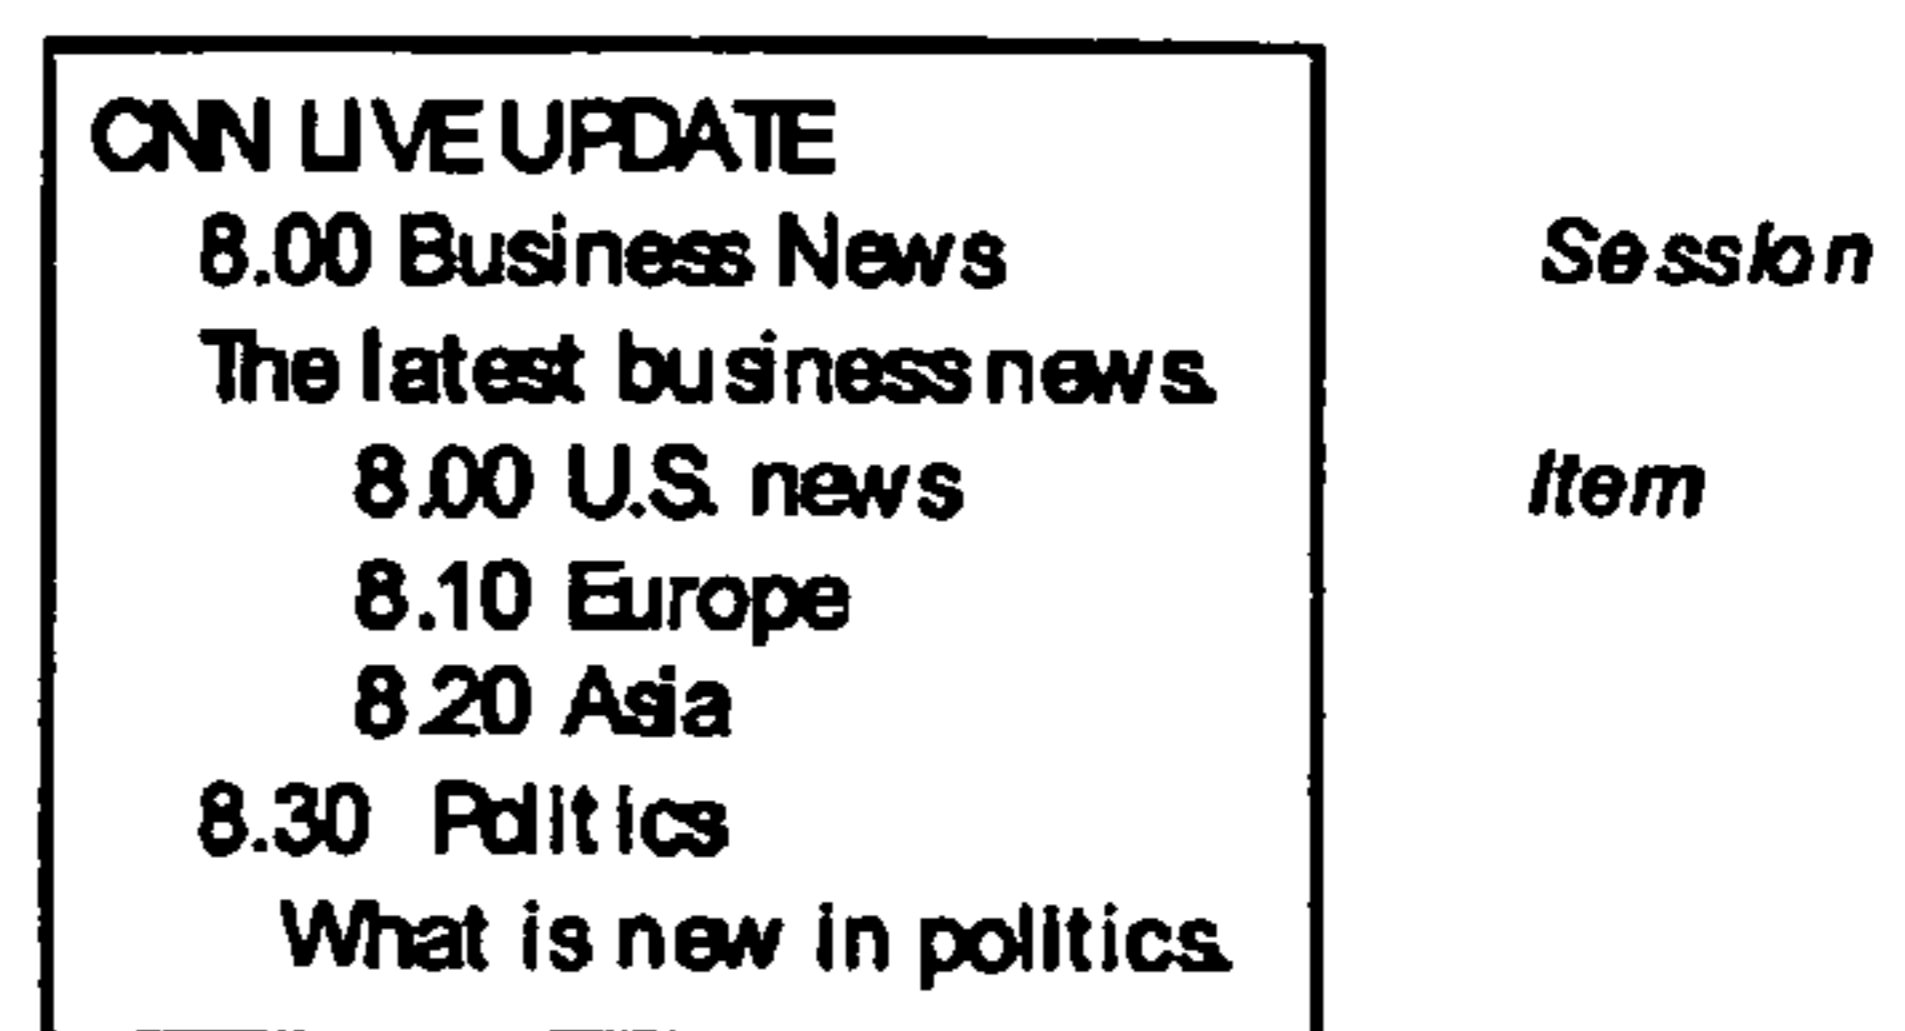 CNN LIVE UPDATE
8.00 Business News
Session
The latest business news.
8.00 U.S. news
Item
8.10 Europe
8.20 Asia
8.30 Politics
What is new in politics.